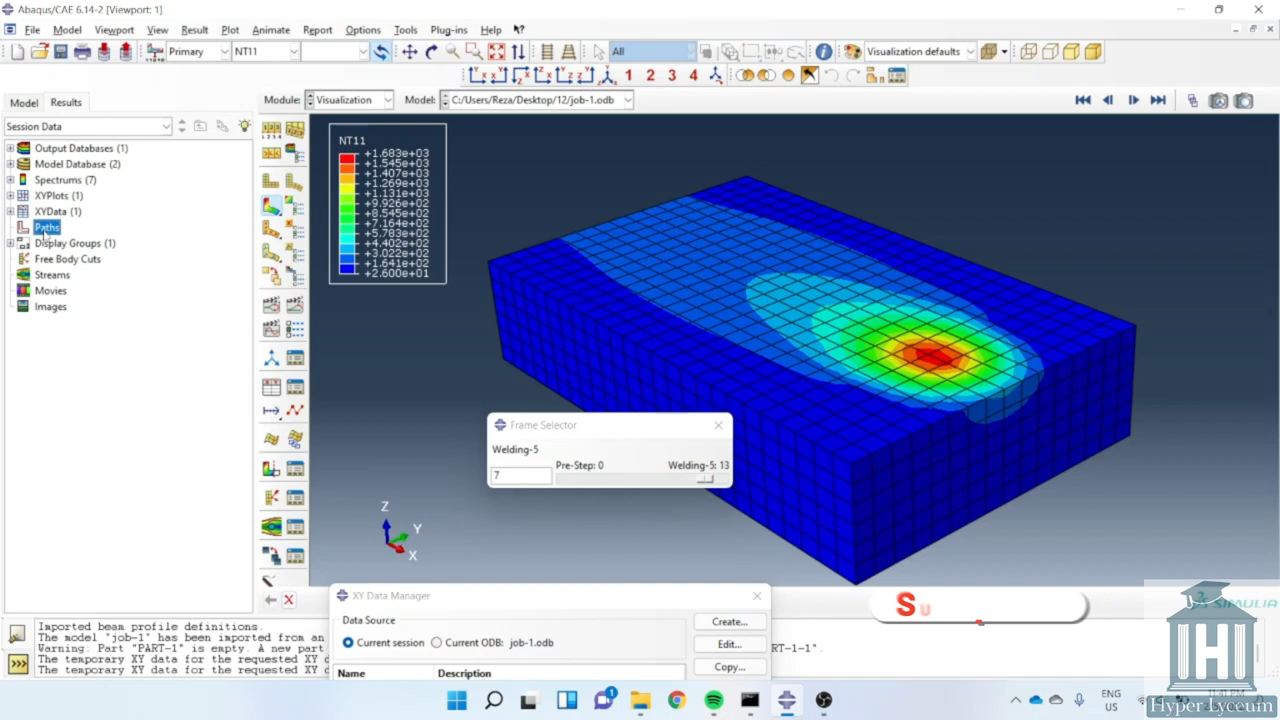 Abaqus/CAE 6.14-2 [Viewport: 1]
File Model Viewport View Result Plot Animate Report Options Tools Plug-ins Help
Primary NT11 All Visualization defaults
1 2 3 4
Model Results Module: Visualization Model: C:/Users/Reza/Desktop/12/job-1.odb
Session Data
Output Databases (1)
Model Database (2)
Spectrums (7)
XYPlots (1)
XYData (1)
Paths
Display Groups (1)
Free Body Cuts
Streams
Movies
Images
NT11
+1.683e+03
+1.545e+03
+1.407e+03
+1.269e+03
+1.131e+03
+9.926e+02
+8.545e+02
+7.164e+02
+5.783e+02
+4.402e+02
+3.022e+02
+1.641e+02
+2.600e+01
Frame Selector
Welding-5
Pre-Step: 0 Welding-5: 13
7
Z
Y
X
XY Data Manager
Data Source
Current session Current ODB: job-1.odb
Create...
Edit...
Copy...
Name Description
Su
SIMULIA
Imported beam profile definitions.
The model "job-1" has been imported from an
Warning: Part "PART-1" is empty. A new part
RT-1-1".
The temporary XY data for the requested XY d
The temporary XY data for the requested XY d
1
ENG
US
H
Hyper Lyceum